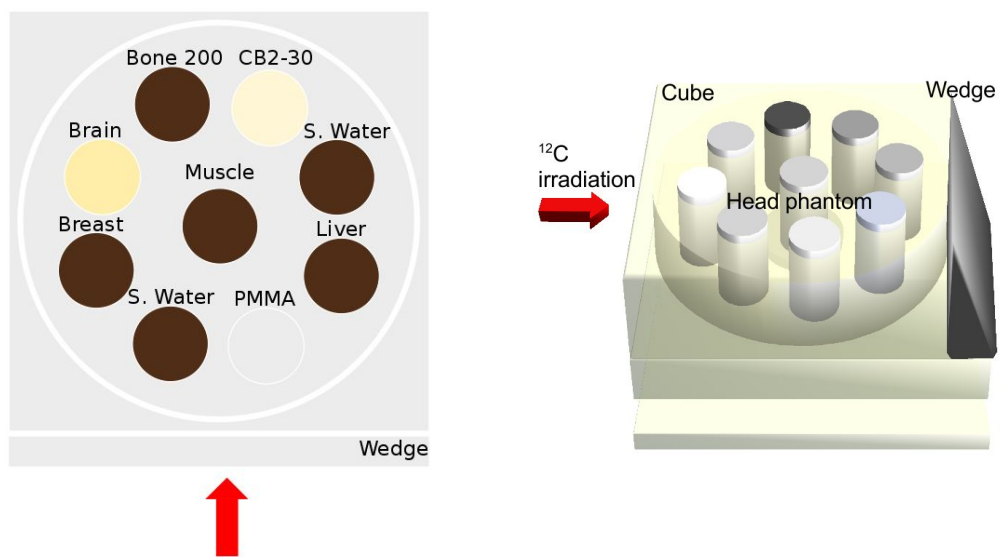 Bone 200
CB2-30
Brain
S. Water
Muscle
Breast
Liver
S. Water
PMMA
Wedge
Cube
Wedge
12C
irradiation
Head phantom